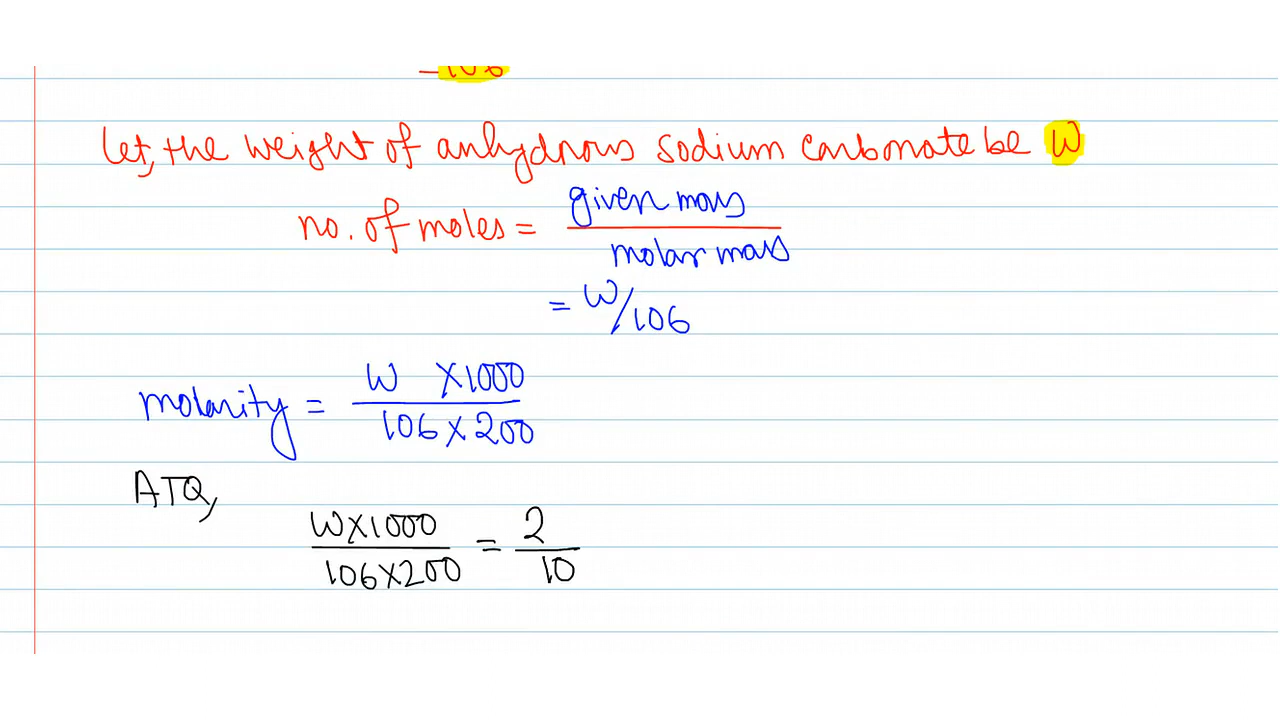 -106
Let, the weight of anhydrous sodium carbonate be W
no. of moles = given mass / molar mass
= W/106
molarity = W X1000 / 106 X 200
ATQ,
WX1000 / 106X200 = 2 / 10